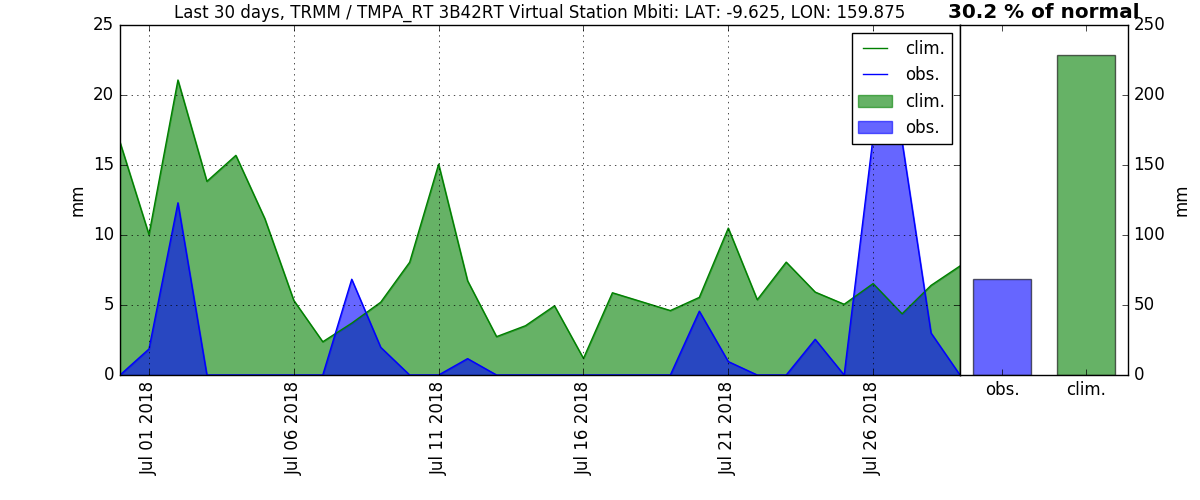 Last 30 days, TRMM / TMPA_RT 3B42RT Virtual Station Mbiti: LAT: -9.625, LON: 159.875
30.2 % of normal
25
20
15
10
5
0
mm
clim.
obs.
clim.
obs.
Jul 01 2018
Jul 06 2018
Jul 11 2018
Jul 16 2018
Jul 21 2018
Jul 26 2018
250
200
150
100
50
0
mm
obs.
clim.